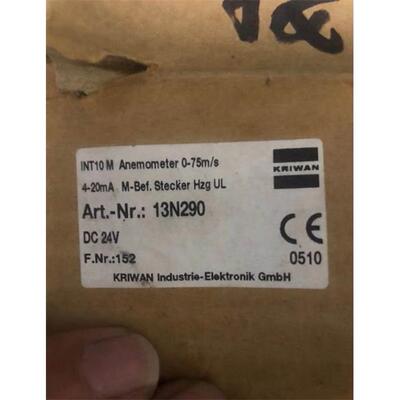 INT10 M Anemometer 0-75m/s
4-20mA M-Bef. Stecker Hzg UL
KRIWAN
Art.-Nr.: 13N290
DC 24V
CE
F.Nr.:152
0510
KRIWAN Industrie-Elektronik GmbH